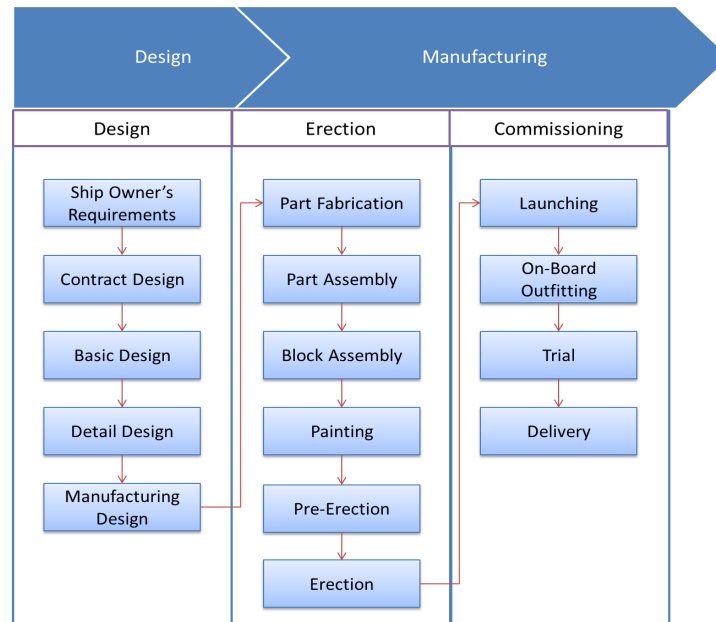 Design
Manufacturing
Design
Erection
Commissioning
Ship Owner's
Requirements
Contract Design
Basic Design
Detail Design
Manufacturing
Design
Part Fabrication
Part Assembly
Block Assembly
Painting
Pre-Erection
Erection
Launching
On-Board
Outfitting
Trial
Delivery